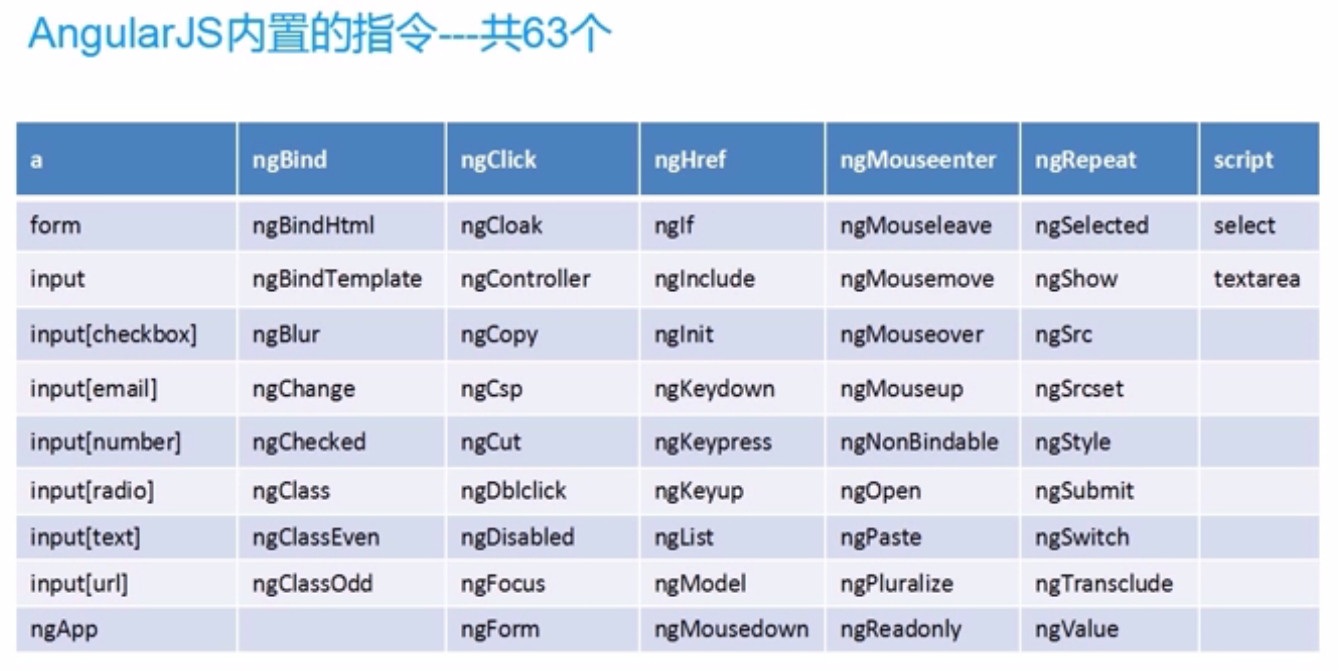 AngularJS内置的指令---共63个
a ngBind ngClick ngHref ngMouseenter ngRepeat script
form ngBindHtml ngCloak ngIf ngMouseleave ngSelected select
input ngBindTemplate ngController ngInclude ngMousemove ngShow textarea
input[checkbox] ngBlur ngCopy ngInit ngMouseover ngSrc
input[email] ngChange ngCsp ngKeydown ngMouseup ngSrcset
input[number] ngChecked ngCut ngKeypress ngNonBindable ngStyle
input[radio] ngClass ngDblclick ngKeyup ngOpen ngSubmit
input[text] ngClassEven ngDisabled ngList ngPaste ngSwitch
input[url] ngClassOdd ngFocus ngModel ngPluralize ngTransclude
ngApp ngForm ngMousedown ngReadonly ngValue